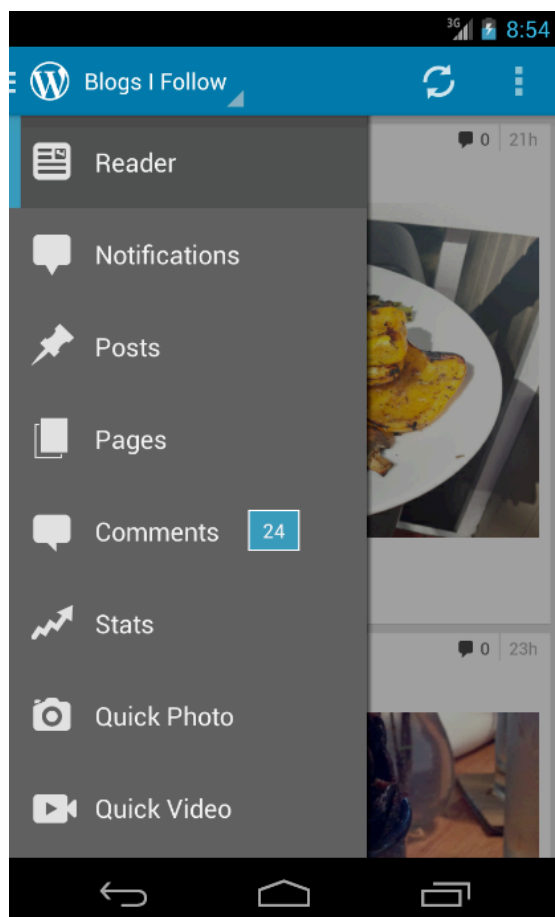 3G 8:54
Blogs I Follow
0 21h
Reader
Notifications
Posts
Pages
Comments 24
Stats
0 23h
Quick Photo
Quick Video